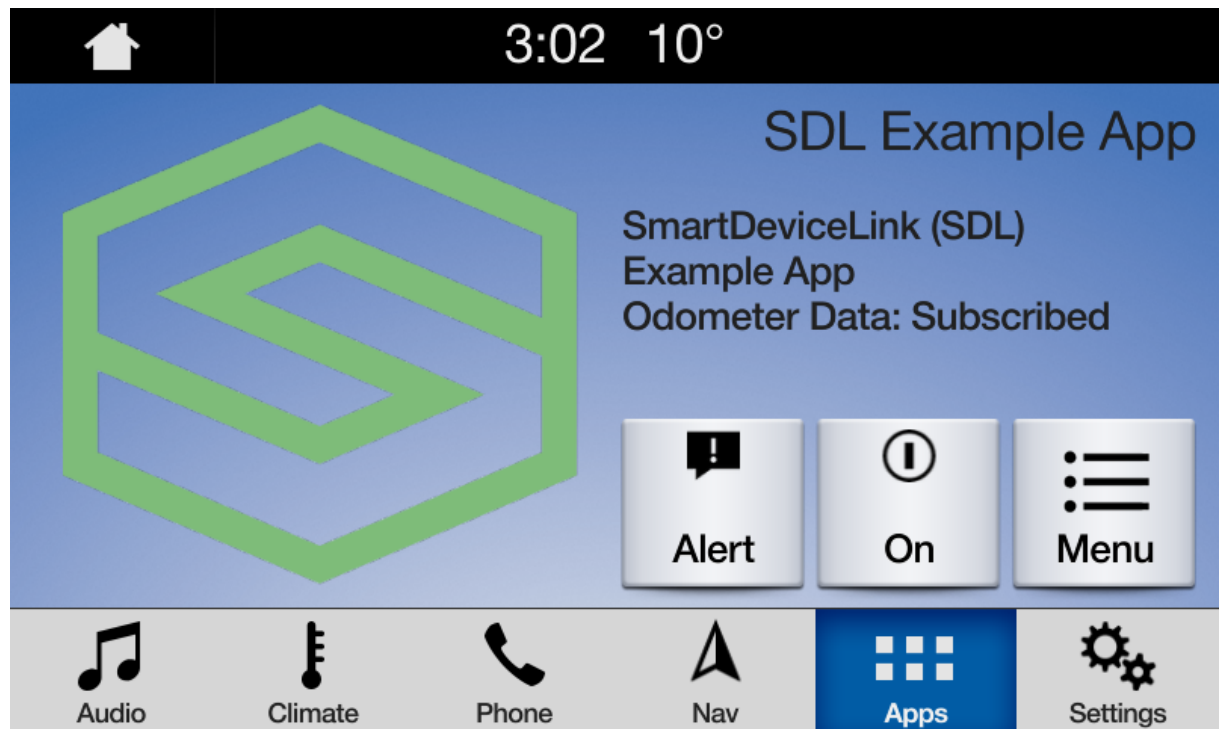 3:02 10°
SDL Example App
SmartDeviceLink (SDL)
Example App
Odometer Data: Subscribed
Alert On Menu
Audio Climate Phone Nav Apps Settings